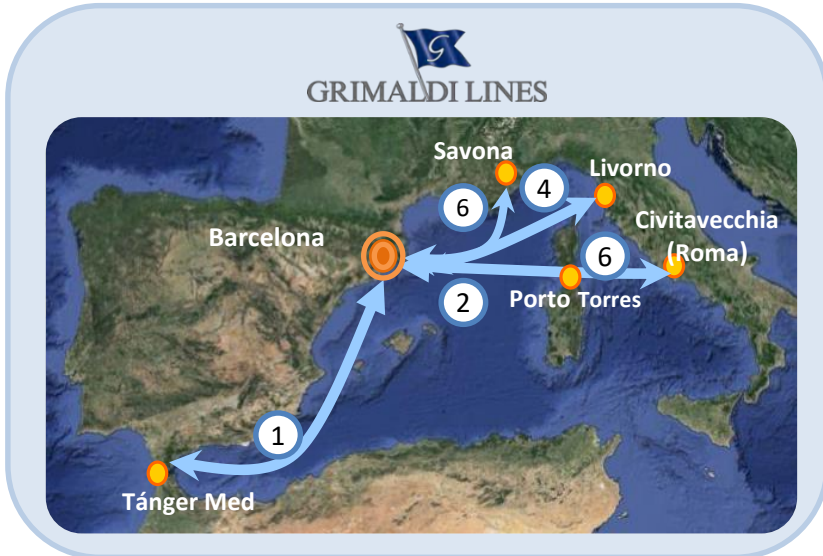 G
GRIMALDI LINES
Savona
Livorno
4
6
Civitavecchia
(Roma)
Barcelona
6
2
Porto Torres
1
Tánger Med